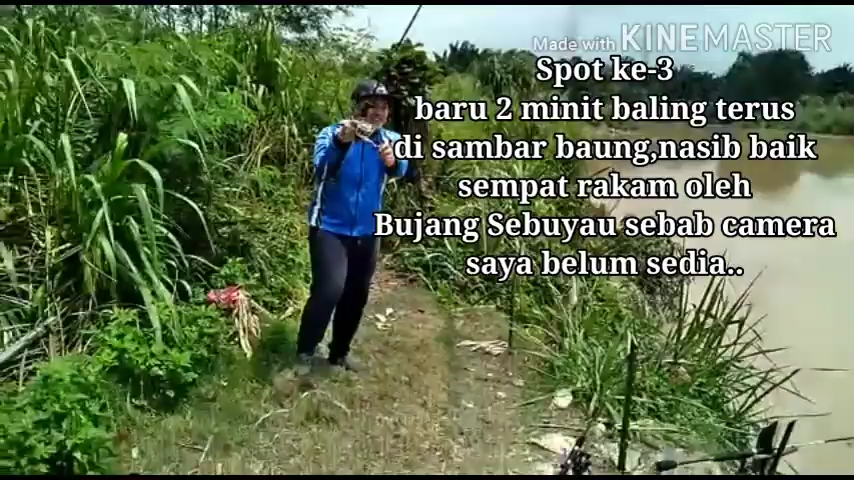 Made with KINEMASTER
Spot ke-3
baru 2 minit baling terus
di sambar baung,nasib baik
sempat rakam oleh
Bujang Sebuyau sebab camera
saya belum sedia..